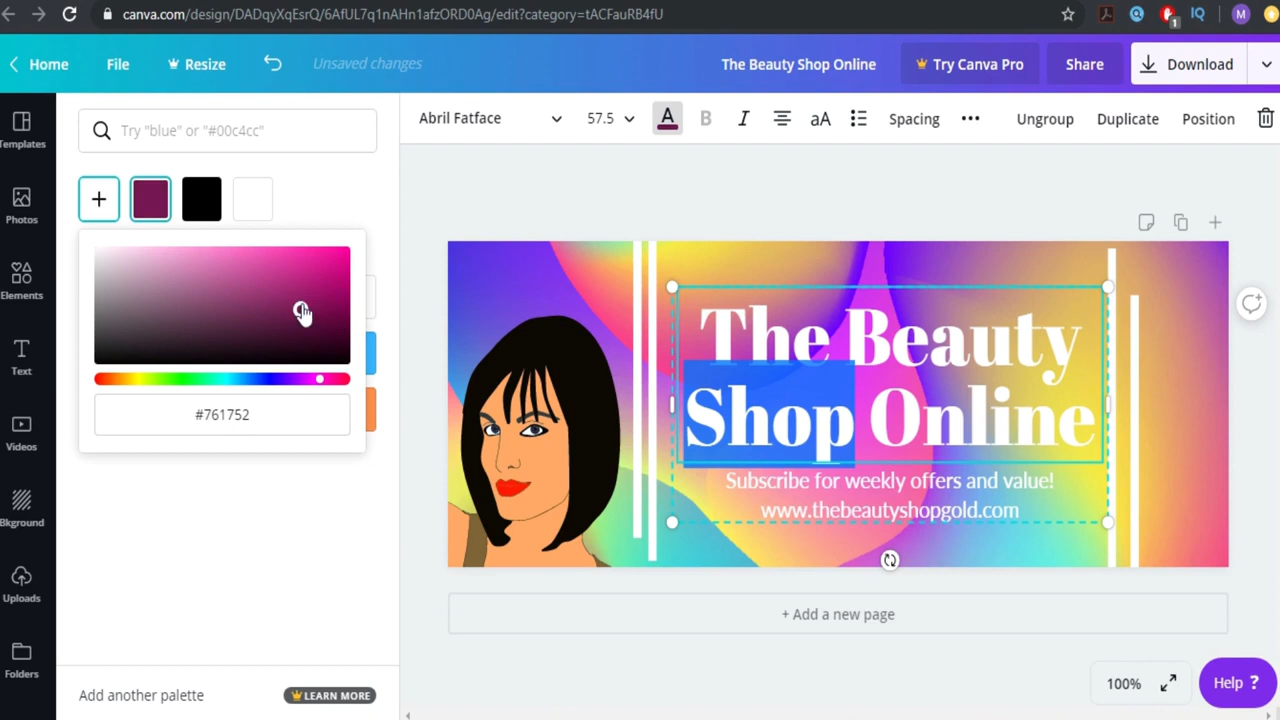 canva.com/design/DADqyXqEsrQ/6AfUL7q1nAHn1afzORD0Ag/edit?category=tACFauRB4fU
1
IQ
M
Home
File
Resize
Unsaved changes
The Beauty Shop Online
Try Canva Pro
Share
Download
Templates
Photos
Elements
Text
Videos
Bkground
Uploads
Folders
Try "blue" or "#00c4cc"
+
#761752
Add another palette
LEARN MORE
Abril Fatface
57.5
A
B
I
aA
Spacing
•••
Ungroup
Duplicate
Position
The Beauty
Shop Online
Subscribe for weekly offers and value!
www.thebeautyshopgold.com
+ Add a new page
100%
Help ?